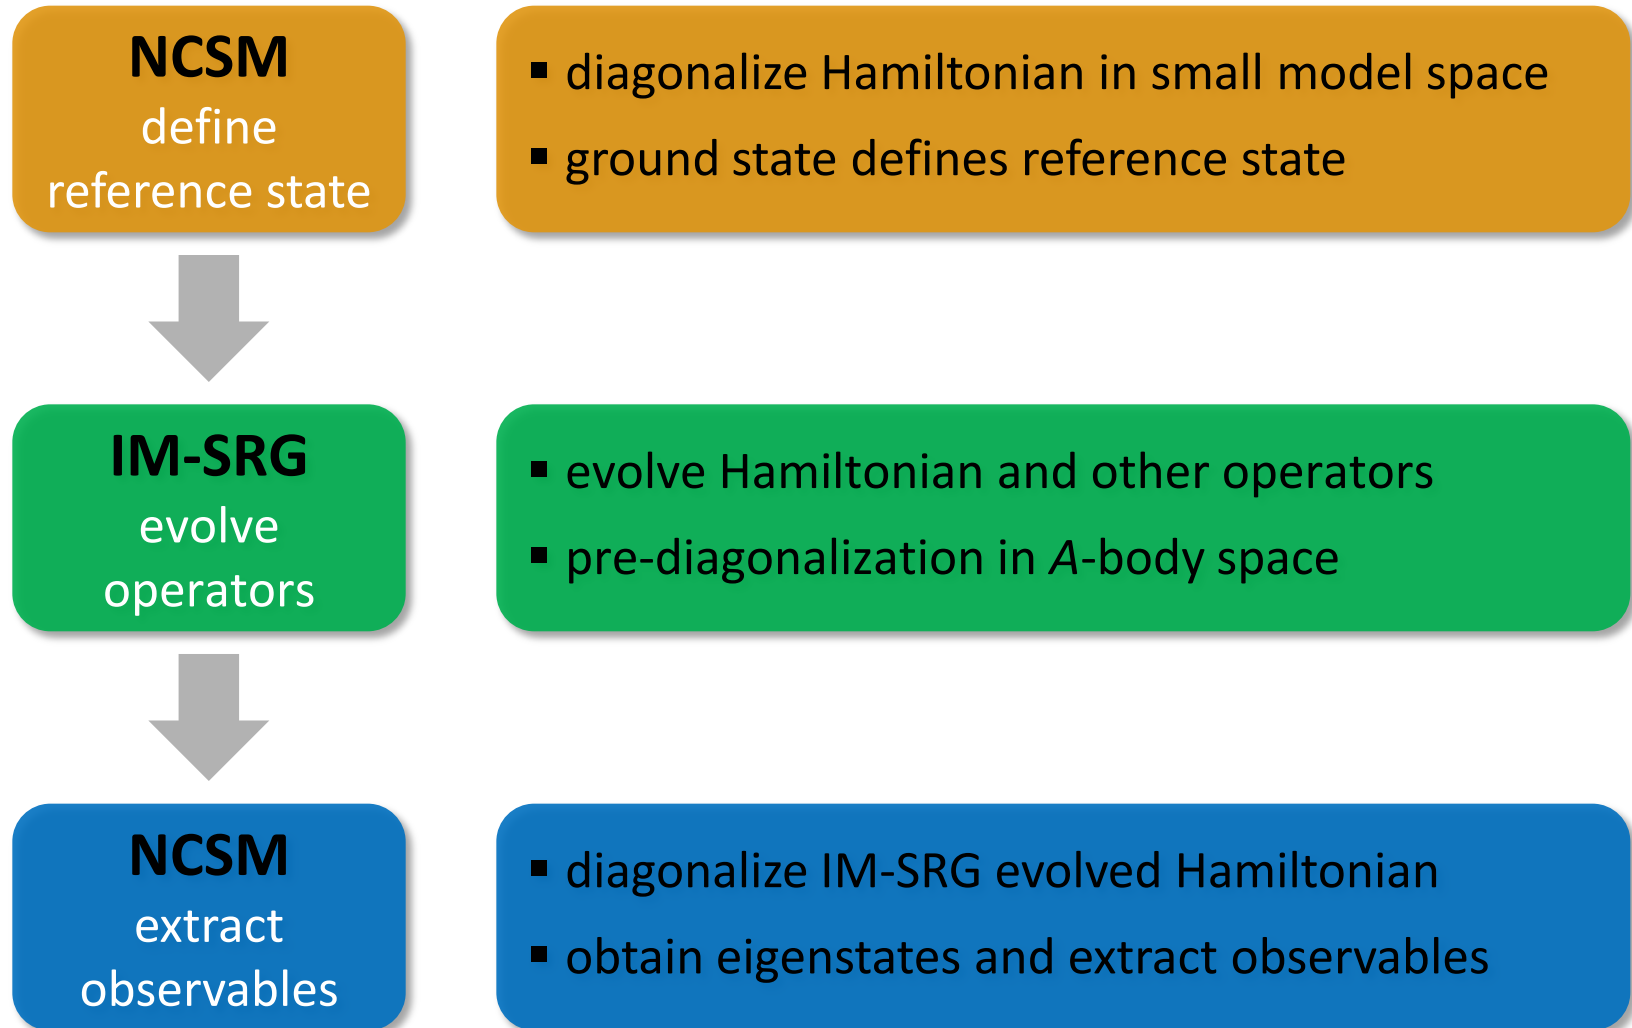 NCSM
define
reference state
▪ diagonalize Hamiltonian in small model space
▪ ground state defines reference state
IM-SRG
evolve
operators
▪ evolve Hamiltonian and other operators
▪ pre-diagonalization in A-body space
NCSM
extract
observables
▪ diagonalize IM-SRG evolved Hamiltonian
▪ obtain eigenstates and extract observables